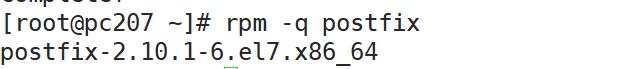 [root@pc207 ~]# rpm -q postfix
postfix-2.10.1-6.el7.x86_64